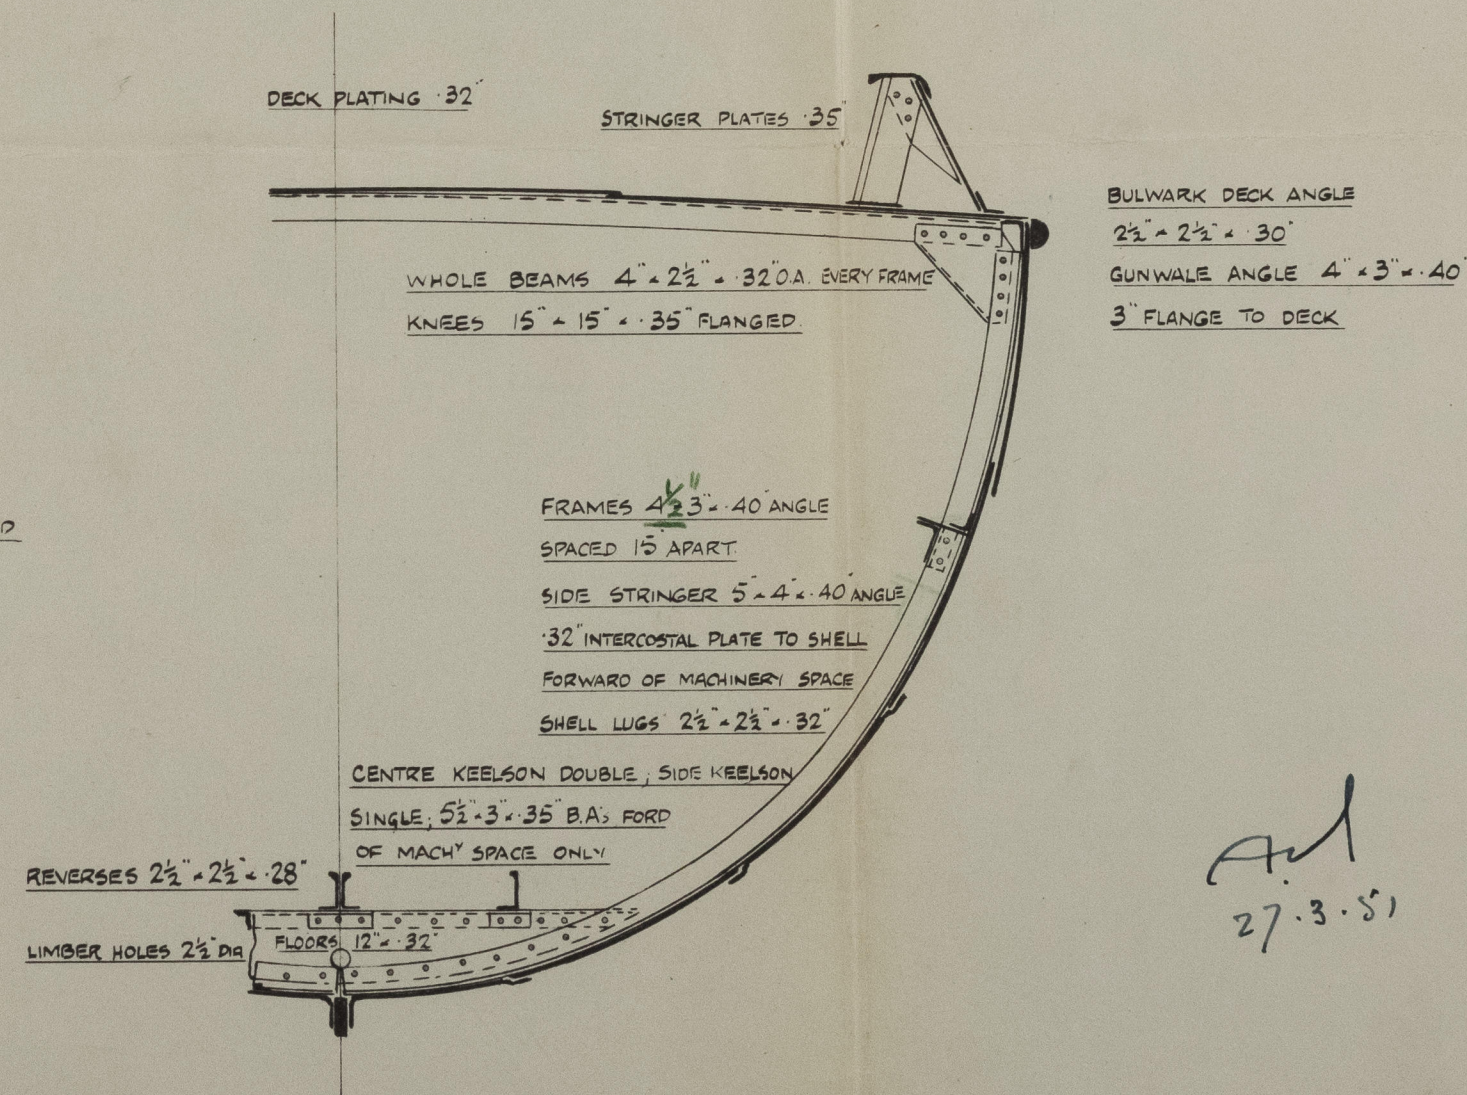 DECK PLATING ·32"
STRINGER PLATES ·35"
BULWARK DECK ANGLE
2½" × 2½" × ·30"
GUNWALE ANGLE 4" × 3" × ·40"
3" FLANGE TO DECK
WHOLE BEAMS 4" × 2½" × ·32" O.A. EVERY FRAME
KNEES 15" × 15" × ·35" FLANGED.
FRAMES 4½" 3" × ·40" ANGLE
SPACED 15" APART.
SIDE STRINGER 5" × 4" × ·40" ANGLE
·32" INTERCOSTAL PLATE TO SHELL
FORWARD OF MACHINERY SPACE
SHELL LUGS 2½" × 2½" × ·32"
D
CENTRE KEELSON DOUBLE; SIDE KEELSON
SINGLE; 5½" × 3" × ·35" B.A's FORD
OF MACHY SPACE ONLY
REVERSES 2½" × 2½" × ·28"
FLOORS 12" × ·32"
LIMBER HOLES 2½" DIA
27.3.51